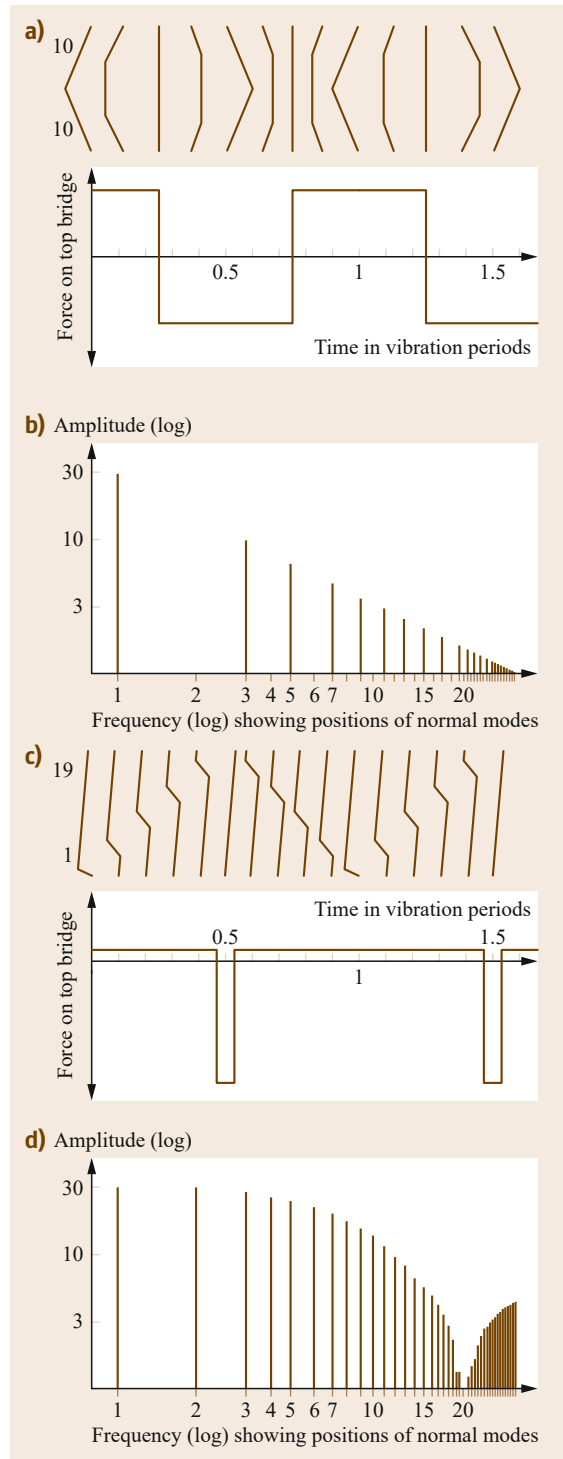 a)
10
10
Force on top bridge
0.5 1 1.5
Time in vibration periods
b) Amplitude (log)
30
10
3
1 2 3 4 5 6 7 10 15 20
Frequency (log) showing positions of normal modes
c)
19
1
Force on top bridge
Time in vibration periods
0.5 1.5
1
d) Amplitude (log)
30
10
3
1 2 3 4 5 6 7 10 15 20
Frequency (log) showing positions of normal modes